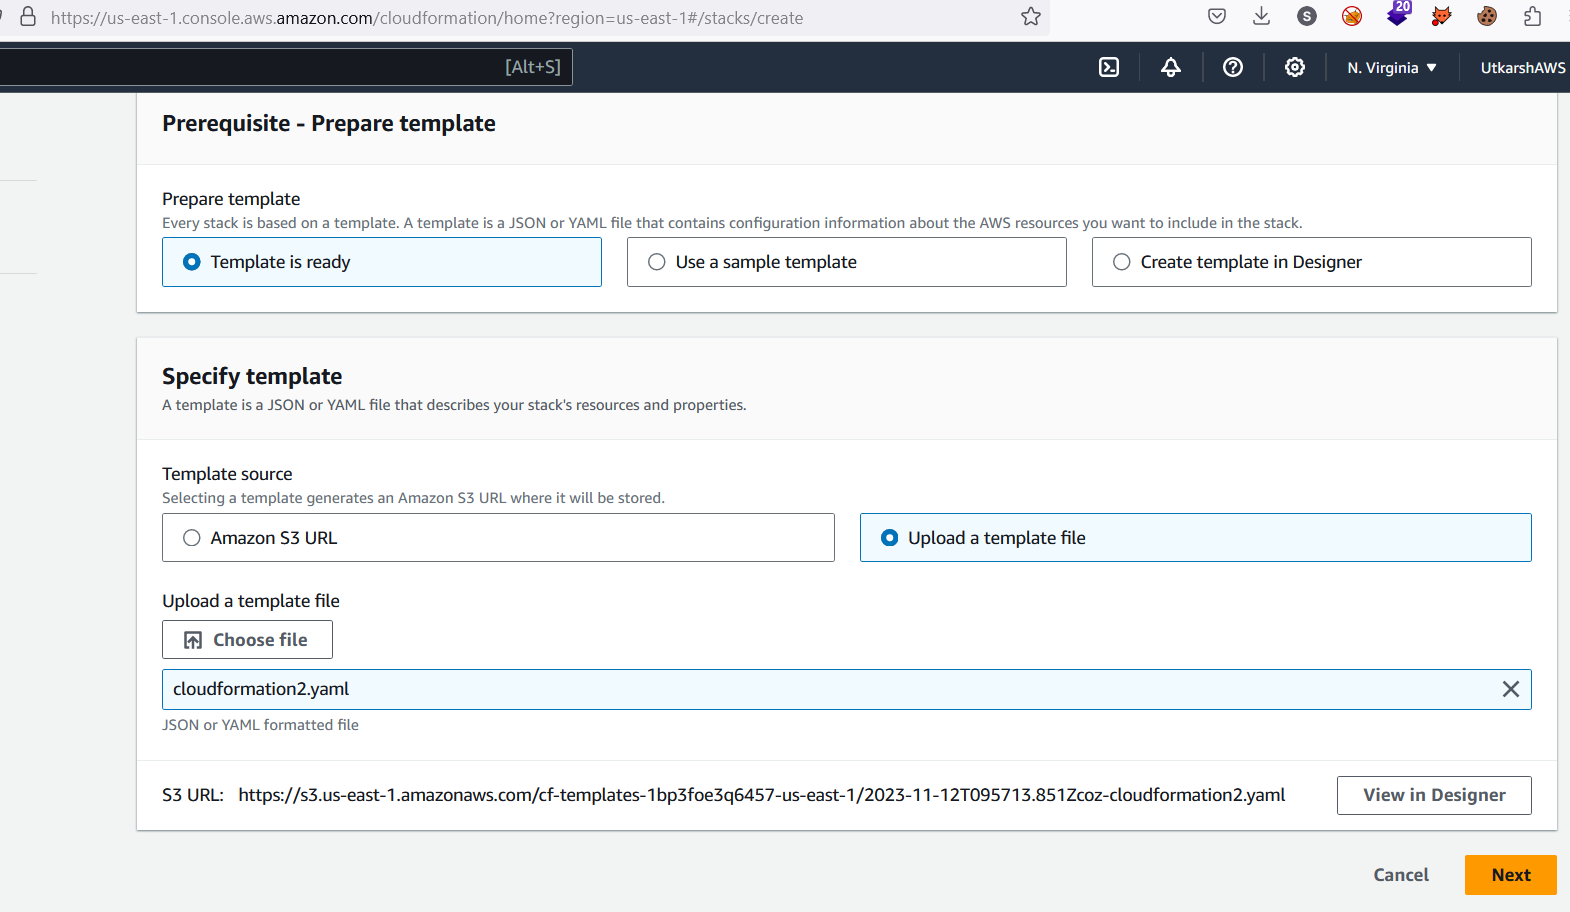 https://us-east-1.console.aws.amazon.com/cloudformation/home?region=us-east-1#/stacks/create
S
20
[Alt+S]
N. Virginia ▼
UtkarshAWS
Prerequisite - Prepare template
Prepare template
Every stack is based on a template. A template is a JSON or YAML file that contains configuration information about the AWS resources you want to include in the stack.
Template is ready
Use a sample template
Create template in Designer
Specify template
A template is a JSON or YAML file that describes your stack's resources and properties.
Template source
Selecting a template generates an Amazon S3 URL where it will be stored.
Amazon S3 URL
Upload a template file
Upload a template file
Choose file
cloudformation2.yaml
JSON or YAML formatted file
S3 URL: https://s3.us-east-1.amazonaws.com/cf-templates-1bp3foe3q6457-us-east-1/2023-11-12T095713.851Zcoz-cloudformation2.yaml
View in Designer
Cancel
Next